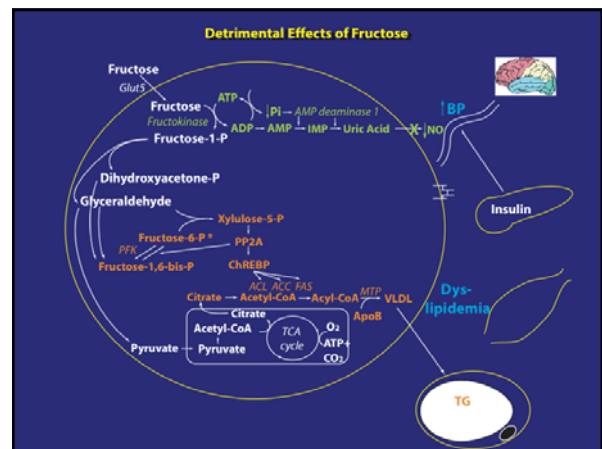 Detrimental Effects of Fructose
Fructose
Glut5
Fructose
Fructokinase
Fructose-1-P
ATP
ADP
↓Pi
AMP deaminase 1
AMP
IMP
Uric Acid
X
↓NO
↑BP
Insulin
Dihydroxyacetone-P
Glyceraldehyde
Xylulose-5-P
Fructose-6-P *
PFK
PP2A
Fructose-1,6-bis-P
ChREBP
ACL ACC FAS
Citrate
Acetyl-CoA
Acyl-CoA
MTP
VLDL
ApoB
Dys-
lipidemia
Citrate
Acetyl-CoA
TCA
cycle
O₂
ATP+
CO₂
Pyruvate
Pyruvate
TG